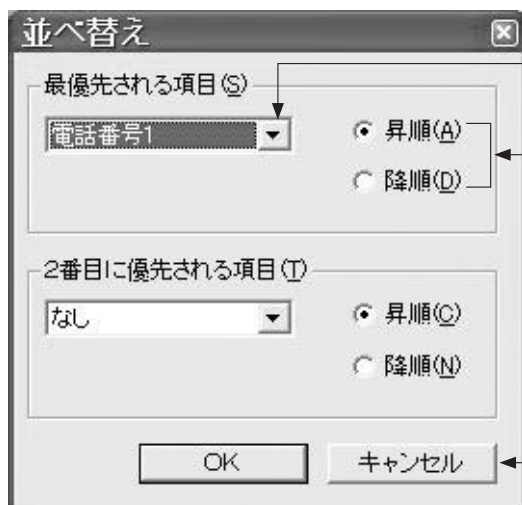 並べ替え
最優先される項目(S)
電話番号1
昇順(A)
降順(D)
2番目に優先される項目(T)
なし
昇順(C)
降順(N)
OK
キャンセル